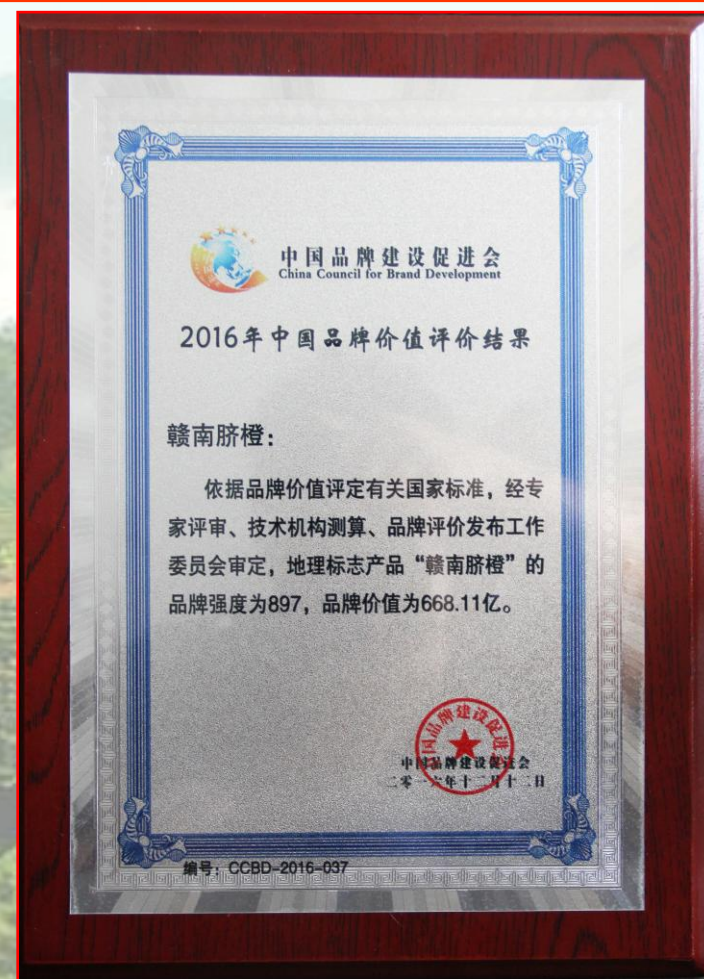 中国品牌建设促进会
China Council for Brand Development
2016年中国品牌价值评价结果
赣南脐橙：
依据品牌价值评定有关国家标准，经专
家评审、技术机构测算、品牌评价发布工作
委员会审定，地理标志产品“赣南脐橙”的
品牌强度为897，品牌价值为668.11亿。
中国品牌建设促进会
中国品牌建设促进会
二零一六年十二月十二日
编号：CCBD-2016-037